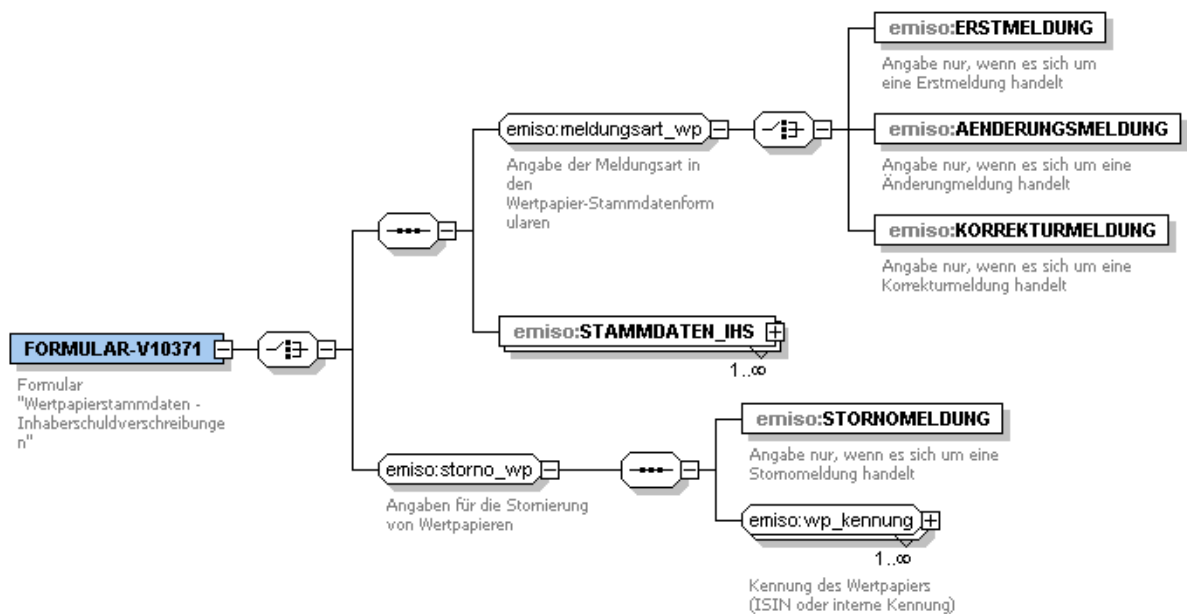 emiso:ERSTMELDUNG
Angabe nur, wenn es sich um
eine Erstmeldung handelt
emiso:meldungsart_wp
Angabe der Meldungsart in
den
Wertpapier-Stammdatenform
ularen
emiso:AENDERUNGSMELDUNG
Angabe nur, wenn es sich um eine
Änderungmeldung handelt
emiso:KORREKTURMELDUNG
Angabe nur, wenn es sich um eine
Korrekturmeldung handelt
emiso:STAMMDATEN_IHS
1..∞
FORMULAR-V10371
Formular
"Wertpapierstammdaten -
Inhaberschuldverschreibunge
n"
emiso:storno_wp
Angaben für die Stornierung
von Wertpapieren
emiso:STORNOMELDUNG
Angabe nur, wenn es sich um eine
Stornomeldung handelt
emiso:wp_kennung
1..∞
Kennung des Wertpapiers
(ISIN oder interne Kennung)